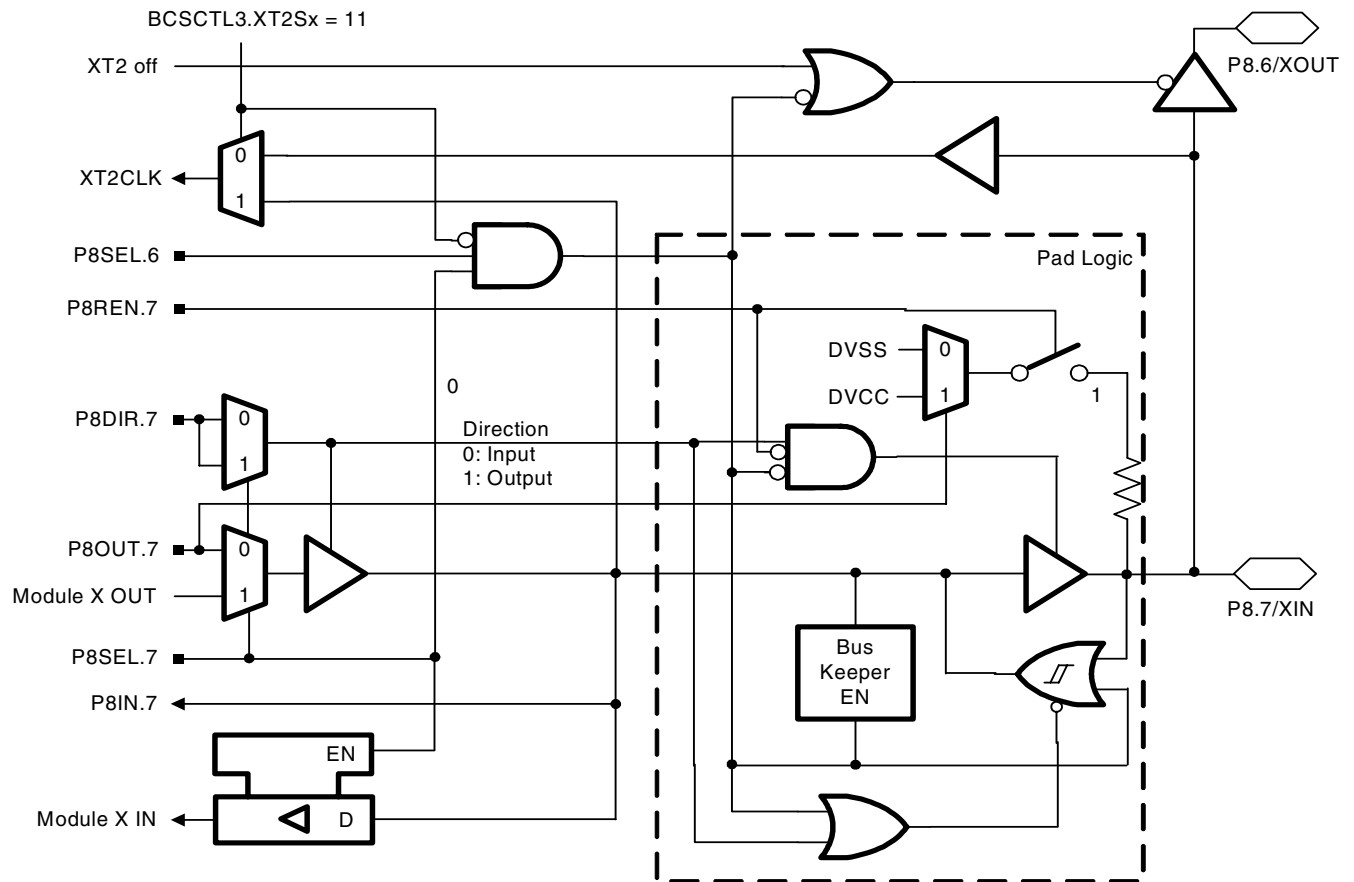 BCSCTL3.XT2Sx = 11
XT2 off
P8.6/XOUT
0
XT2CLK
1
P8SEL.6
Pad Logic
P8REN.7
DVSS
0
0
DVCC
1
1
P8DIR.7
0
Direction
0: Input
1
1: Output
P8OUT.7
0
Module X OUT
1
P8.7/XIN
Bus
Keeper
EN
P8SEL.7
P8IN.7
EN
Module X IN
D